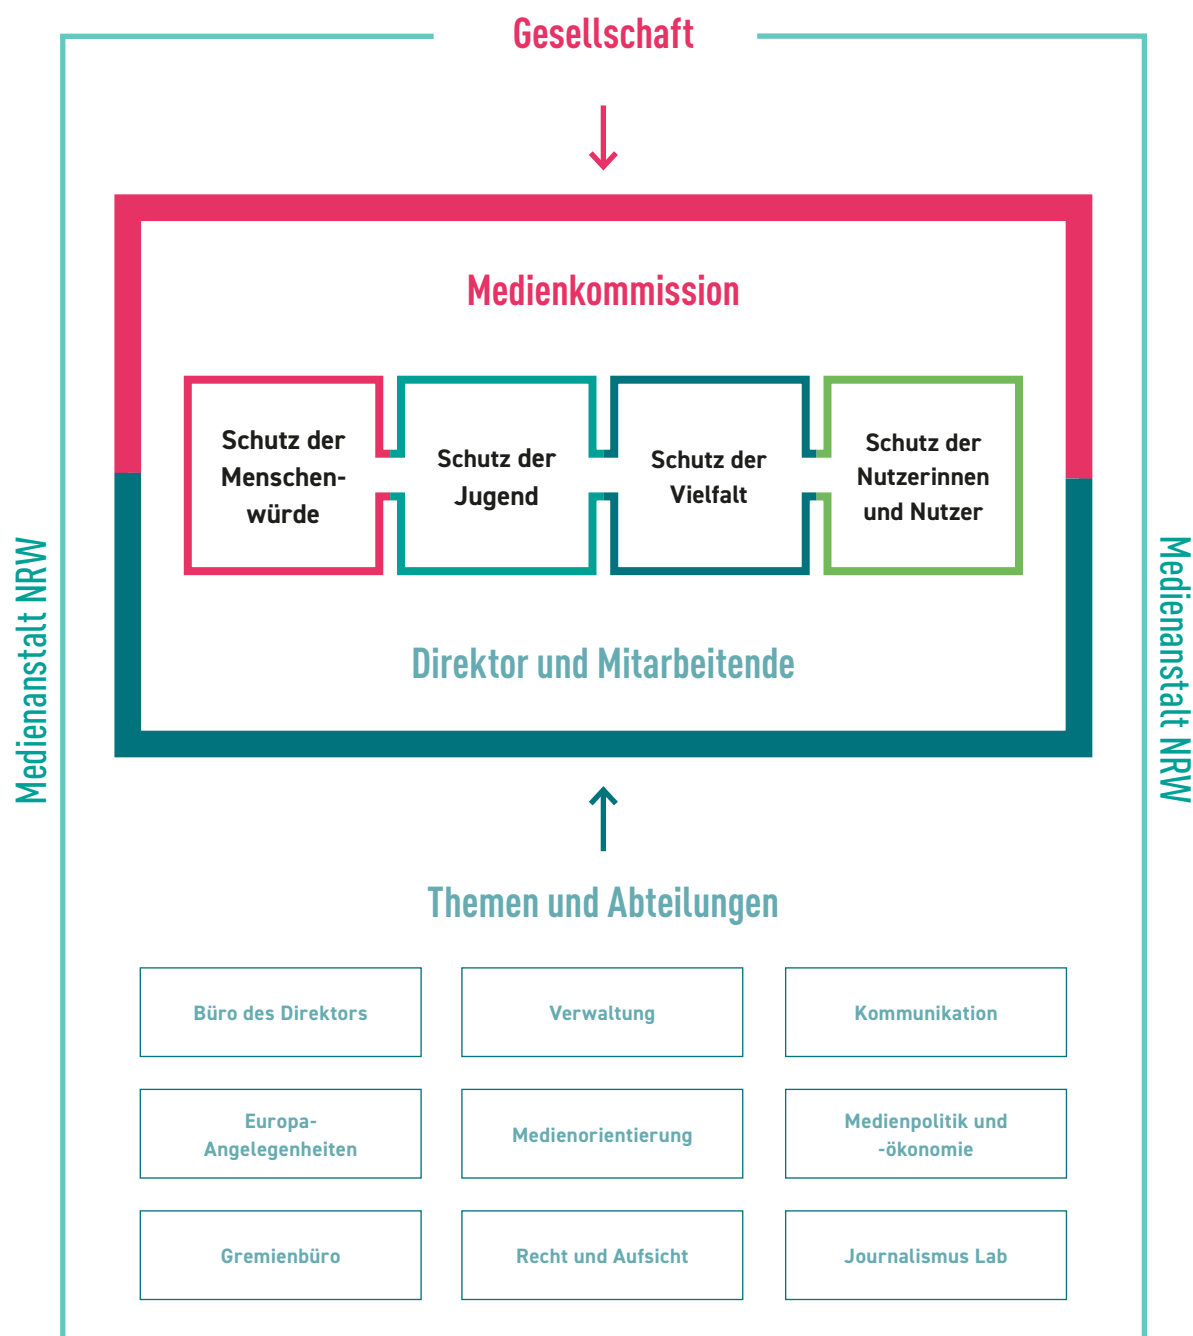 Gesellschaft
Medienkommission
Schutz der
Menschen-
würde
Schutz der
Jugend
Schutz der
Vielfalt
Schutz der
Nutzerinnen
und Nutzer
Medienanstalt NRW
Medienanstalt NRW
Direktor und Mitarbeitende
Themen und Abteilungen
Büro des Direktors
Verwaltung
Kommunikation
Europa-
Angelegenheiten
Medienorientierung
Medienpolitik und
-ökonomie
Gremienbüro
Recht und Aufsicht
Journalismus Lab